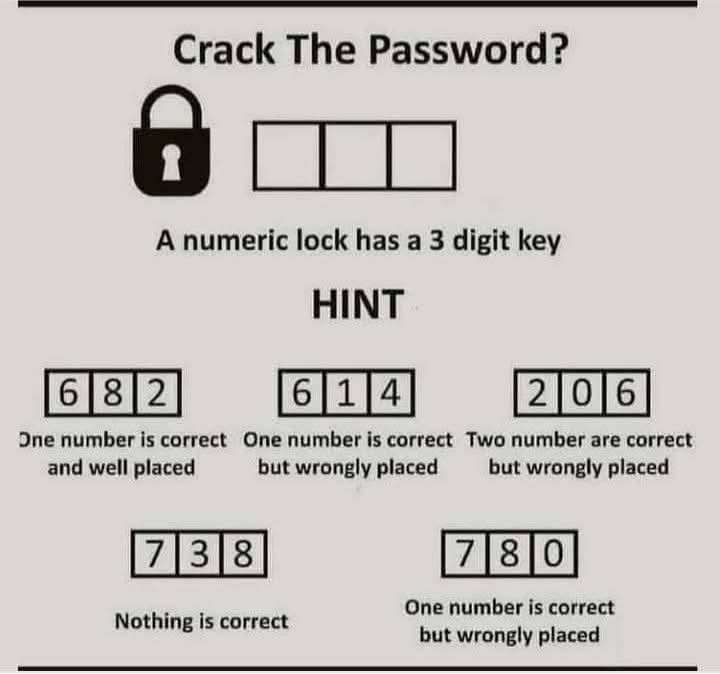 Crack The Password?
A numeric lock has a 3 digit key
HINT
6 8 2
One number is correct
and well placed
6 1 4
One number is correct
but wrongly placed
2 0 6
Two number are correct
but wrongly placed
7 3 8
Nothing is correct
7 8 0
One number is correct
but wrongly placed